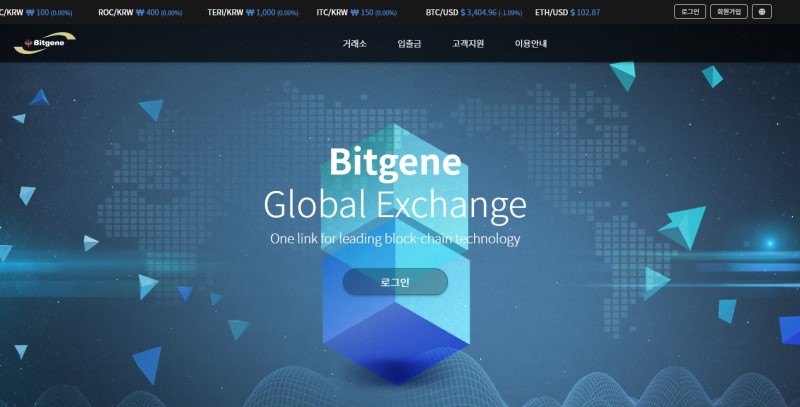 C/KRW ₩ 100 (0.00%) ROC/KRW ₩ 400 (0.00%) TERI/KRW ₩ 1,000 (0.00%) ITC/KRW ₩ 150 (0.00%) BTC/USD $ 3,404.96 (-1.09%) ETH/USD $ 102.87 로그인 회원가입
Bitgene 거래소 입출금 고객지원 이용안내
Bitgene
Global Exchange
One link for leading block-chain technology
로그인